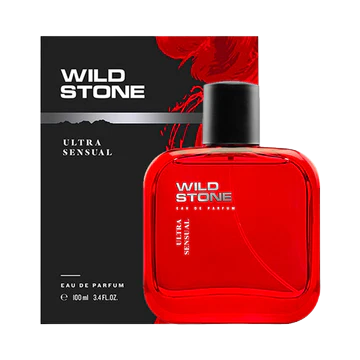 WILD
STONE
ULTRA
SENSUAL
EAU DE PARFUM
℮ 100 ml 3.4 FL.OZ.
WILD
STONE
EAU DE PARFUM
ULTRA
SENSUAL